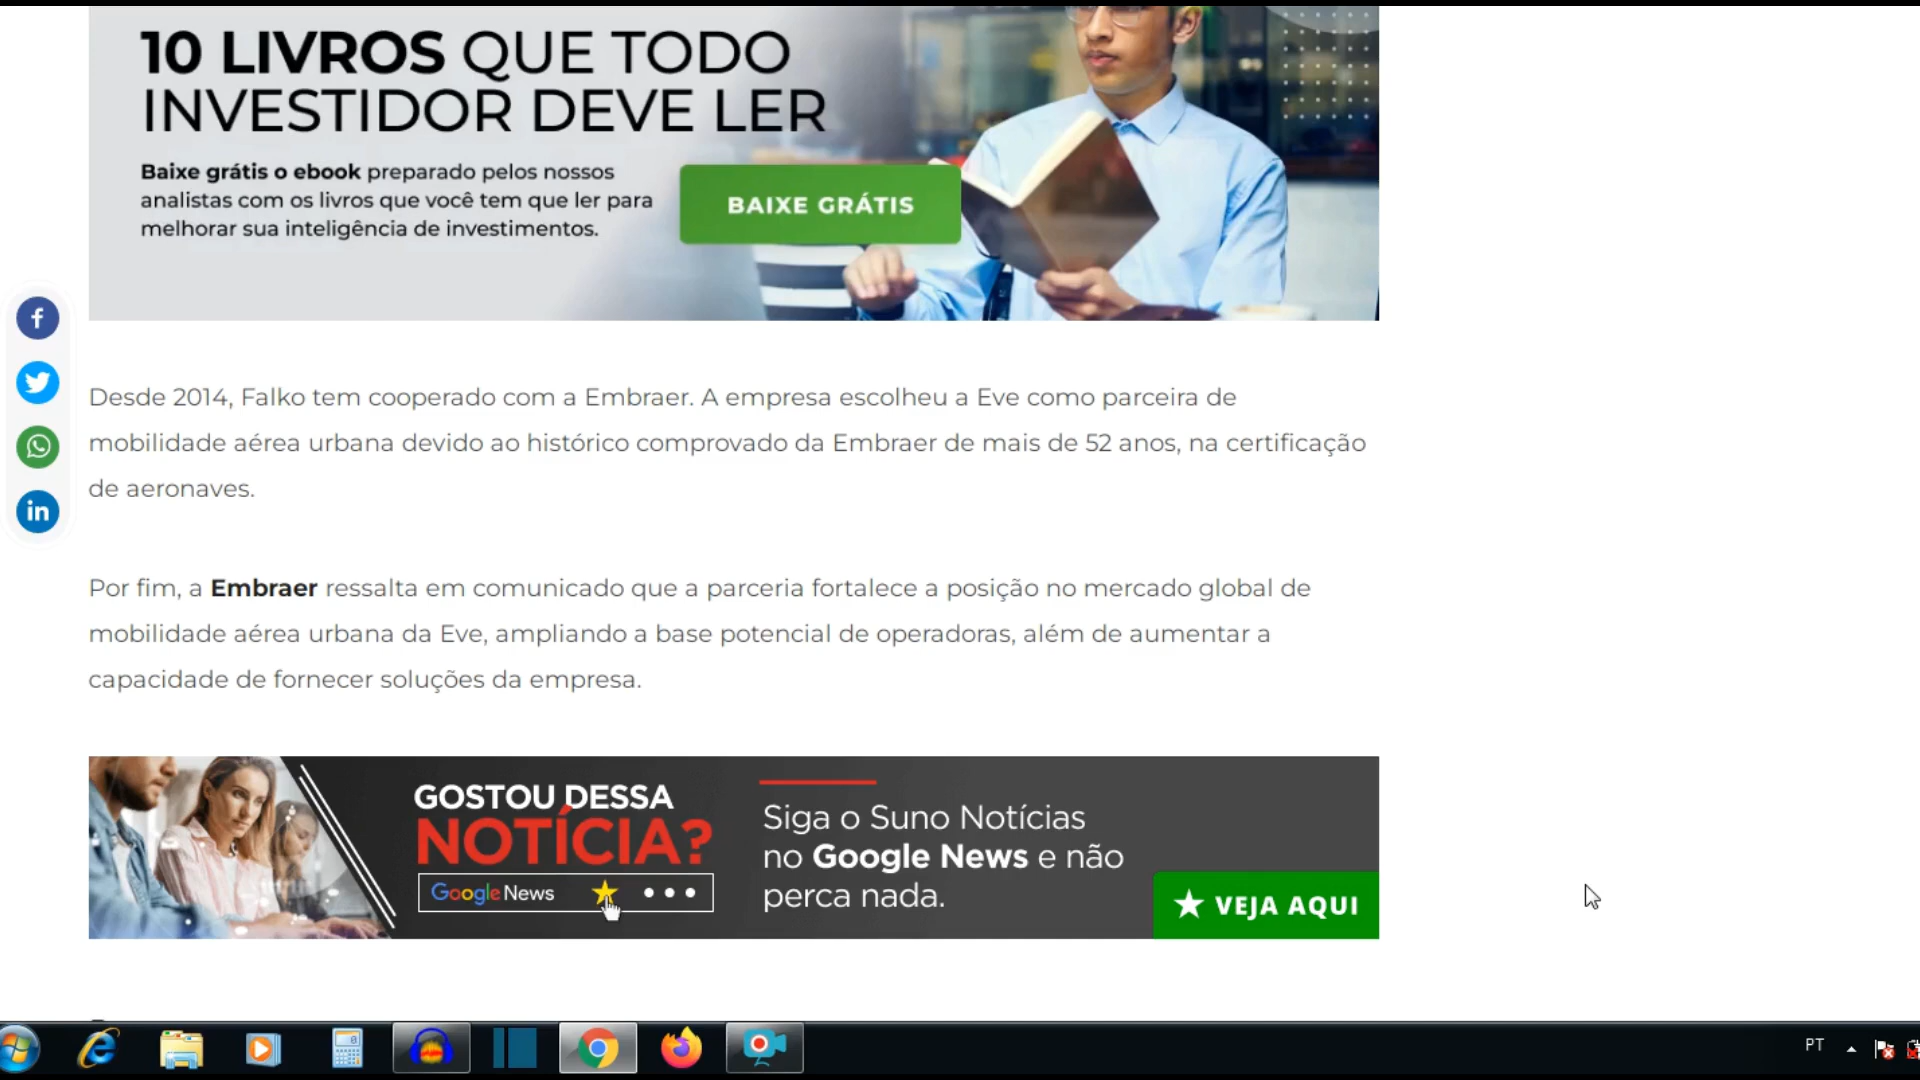 10 LIVROS QUE TODO
INVESTIDOR DEVE LER
Baixe grátis o ebook preparado pelos nossos
analistas com os livros que você tem que ler para
melhorar sua inteligência de investimentos.
BAIXE GRÁTIS
f
in
Desde 2014, Falko tem cooperado com a Embraer. A empresa escolheu a Eve como parceira de
mobilidade aérea urbana devido ao histórico comprovado da Embraer de mais de 52 anos, na certificação
de aeronaves.
Por fim, a Embraer ressalta em comunicado que a parceria fortalece a posição no mercado global de
mobilidade aérea urbana da Eve, ampliando a base potencial de operadoras, além de aumentar a
capacidade de fornecer soluções da empresa.
GOSTOU DESSA
NOTÍCIA?
Google News
Siga o Suno Notícias
no Google News e não
perca nada.
VEJA AQUI
PT